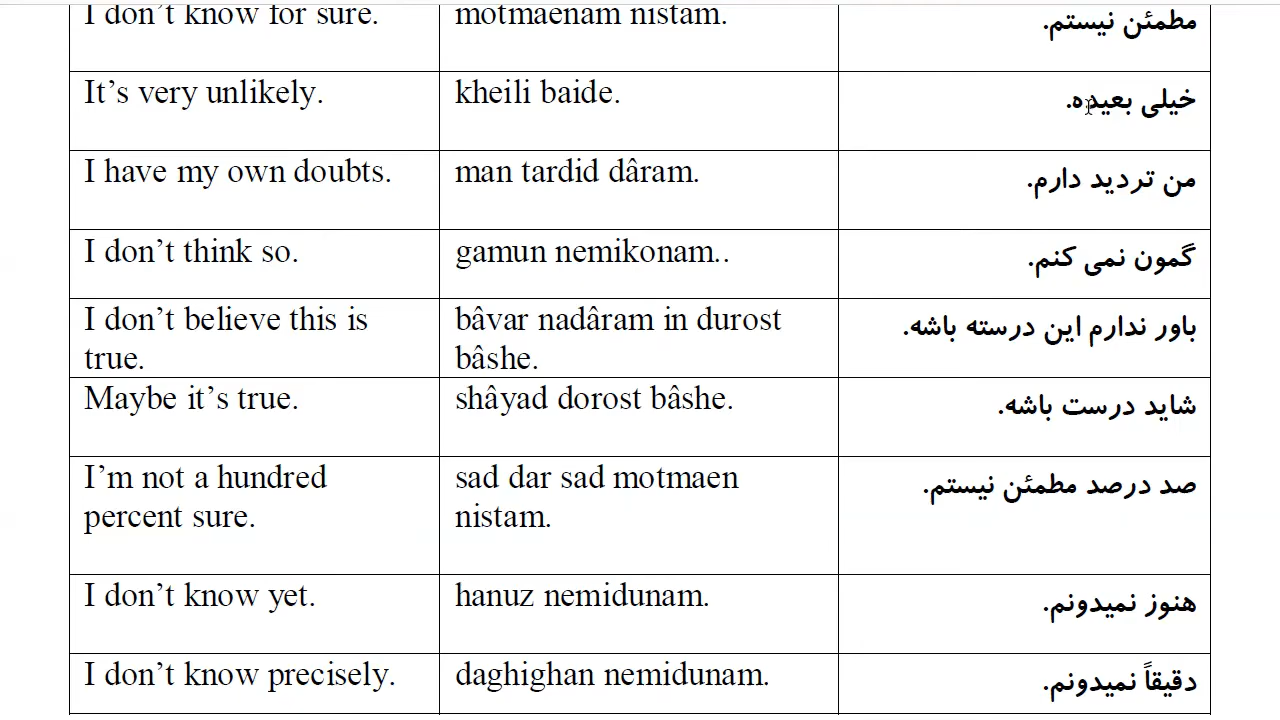 I don’t know for sure.
motmaenam nistam.
مطمئن نیستم.
It’s very unlikely.
kheili baide.
خیلی بعیده.
I have my own doubts.
man tardid dâram.
من تردید دارم.
I don’t think so.
gamun nemikonam..
گمون نمی کنم.
I don’t believe this is
true.
bâvar nadâram in durost
bâshe.
باور ندارم این درسته باشه.
Maybe it’s true.
shâyad dorost bâshe.
شاید درست باشه.
I’m not a hundred
percent sure.
sad dar sad motmaen
nistam.
صد درصد مطمئن نیستم.
I don’t know yet.
hanuz nemidunam.
هنوز نمیدونم.
I don’t know precisely.
daghighan nemidunam.
دقیقاً نمیدونم.